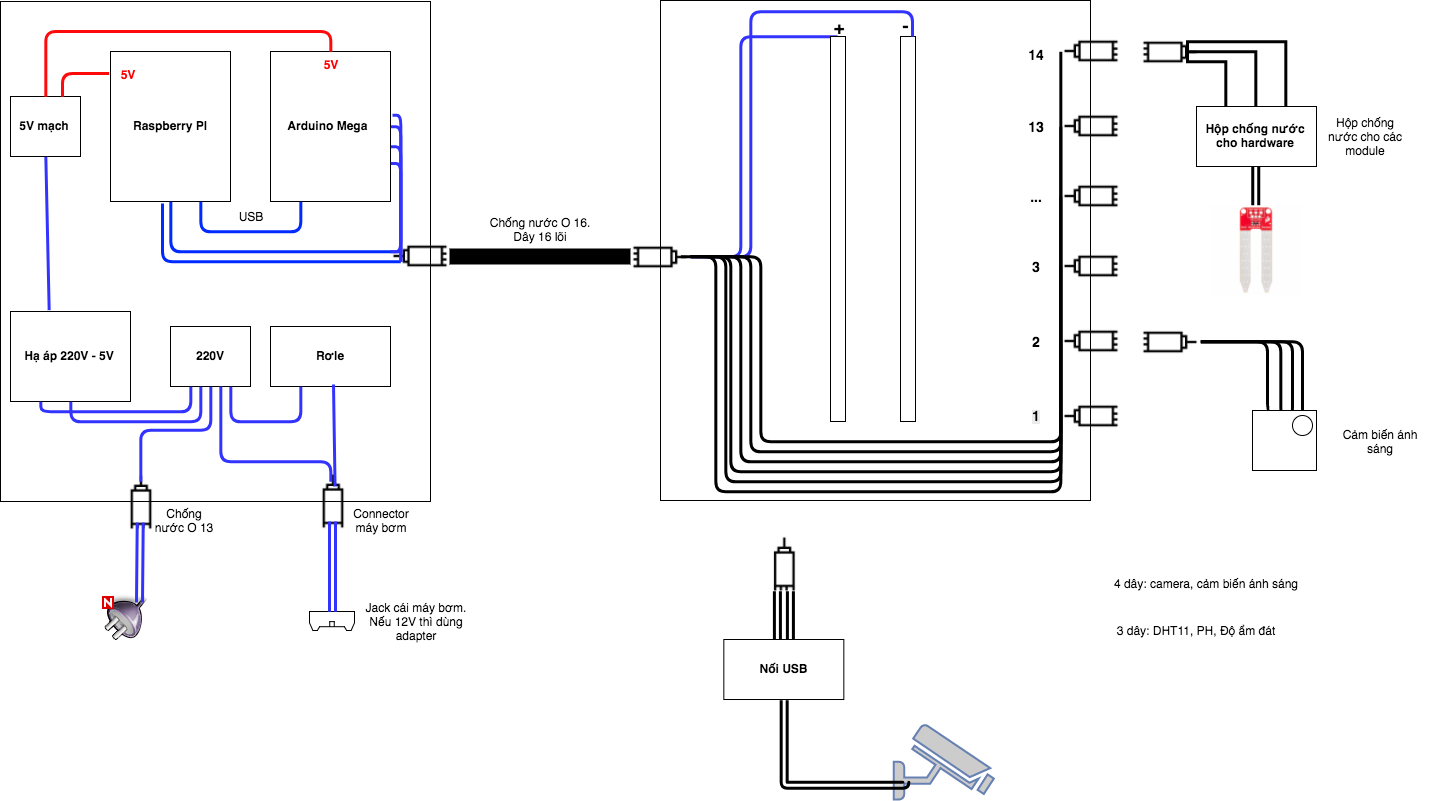 5V
5V
5V mạch
Raspberry PI
Arduino Mega
USB
Chống nước O 16.
Dây 16 lõi
Hạ áp 220V - 5V
220V
Rơle
Chống
nước O 13
Connector
máy bơm
N
Jack cái máy bơm.
Nếu 12V thì dùng
adapter
+
-
14
13
...
3
2
1
Hộp chống nước
cho hardware
Hộp chống
nước cho các
module
Cám biến ánh
sáng
Nối USB
4 dây: camera, cảm biến ánh sáng
3 dây: DHT11, PH, Độ ẩm đất